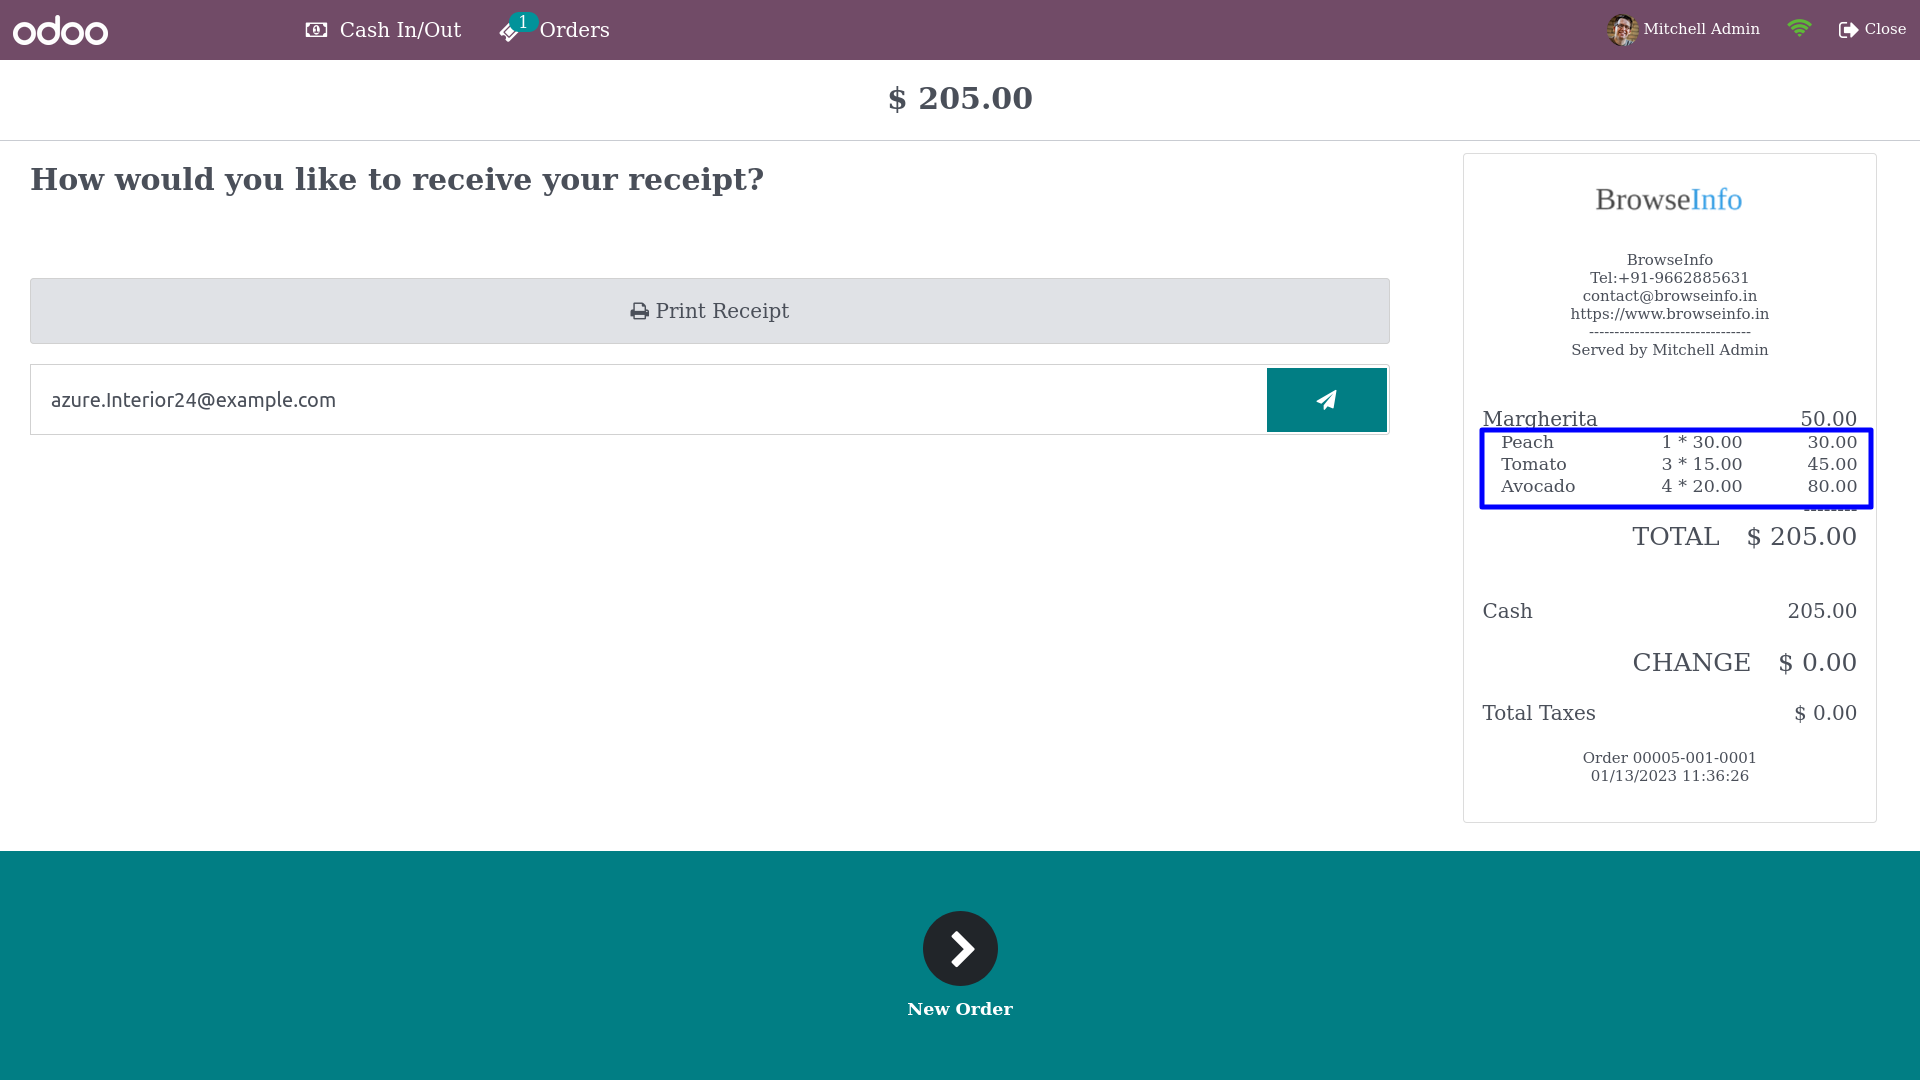 odoo
Cash In/Out
1
Orders
Mitchell Admin
Close
$ 205.00
How would you like to receive your receipt?
Print Receipt
azure.Interior24@example.com
BrowseInfo
BrowseInfo
Tel:+91-9662885631
contact@browseinfo.in
https://www.browseinfo.in
--------------------------------
Served by Mitchell Admin
Margherita 50.00
Peach 1 * 30.00 30.00
Tomato 3 * 15.00 45.00
Avocado 4 * 20.00 80.00
--------
TOTAL $ 205.00
Cash 205.00
CHANGE $ 0.00
Total Taxes $ 0.00
Order 00005-001-0001
01/13/2023 11:36:26
New Order